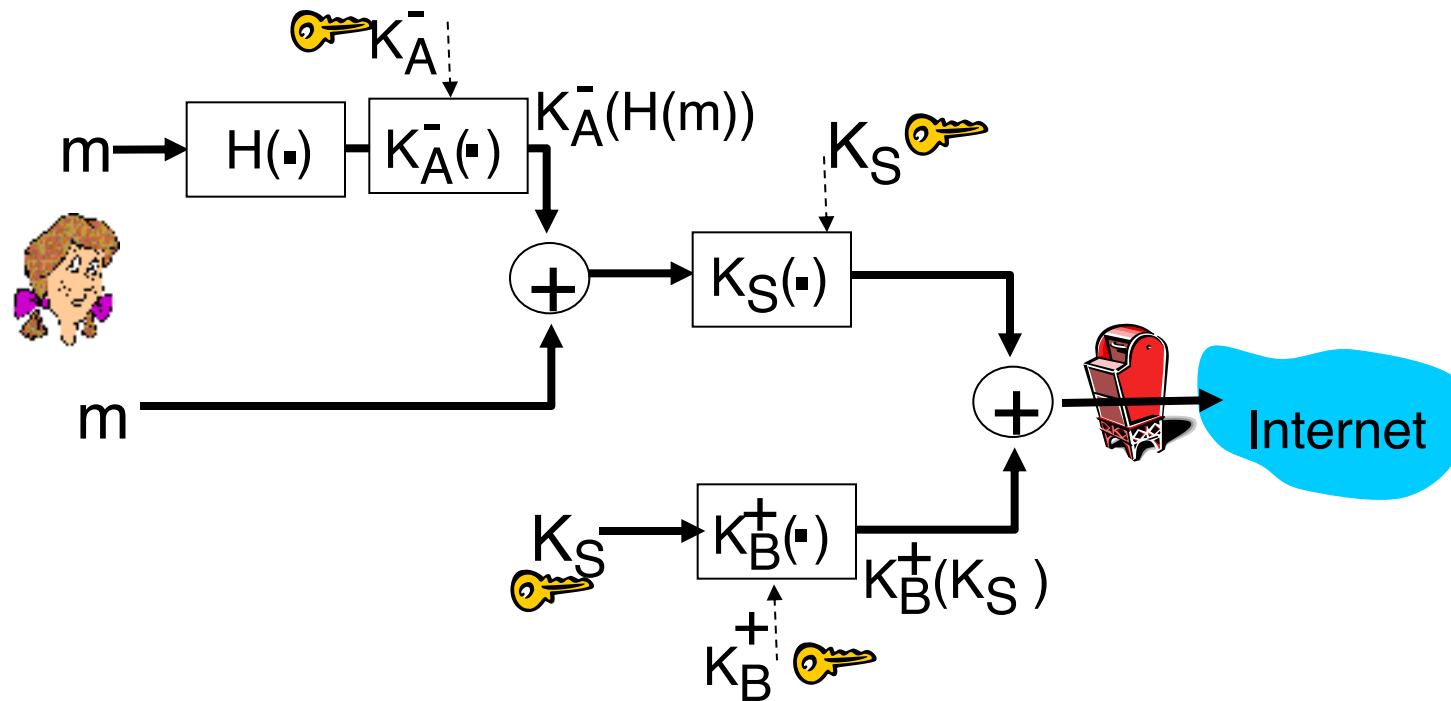 K_A^-
m
H(▪)
K_A^-(▪)
K_A^-(H(m))
K_S
+
K_S(▪)
m
+
Internet
K_S
K_B^+(▪)
K_B^+(K_S )
K_B^+